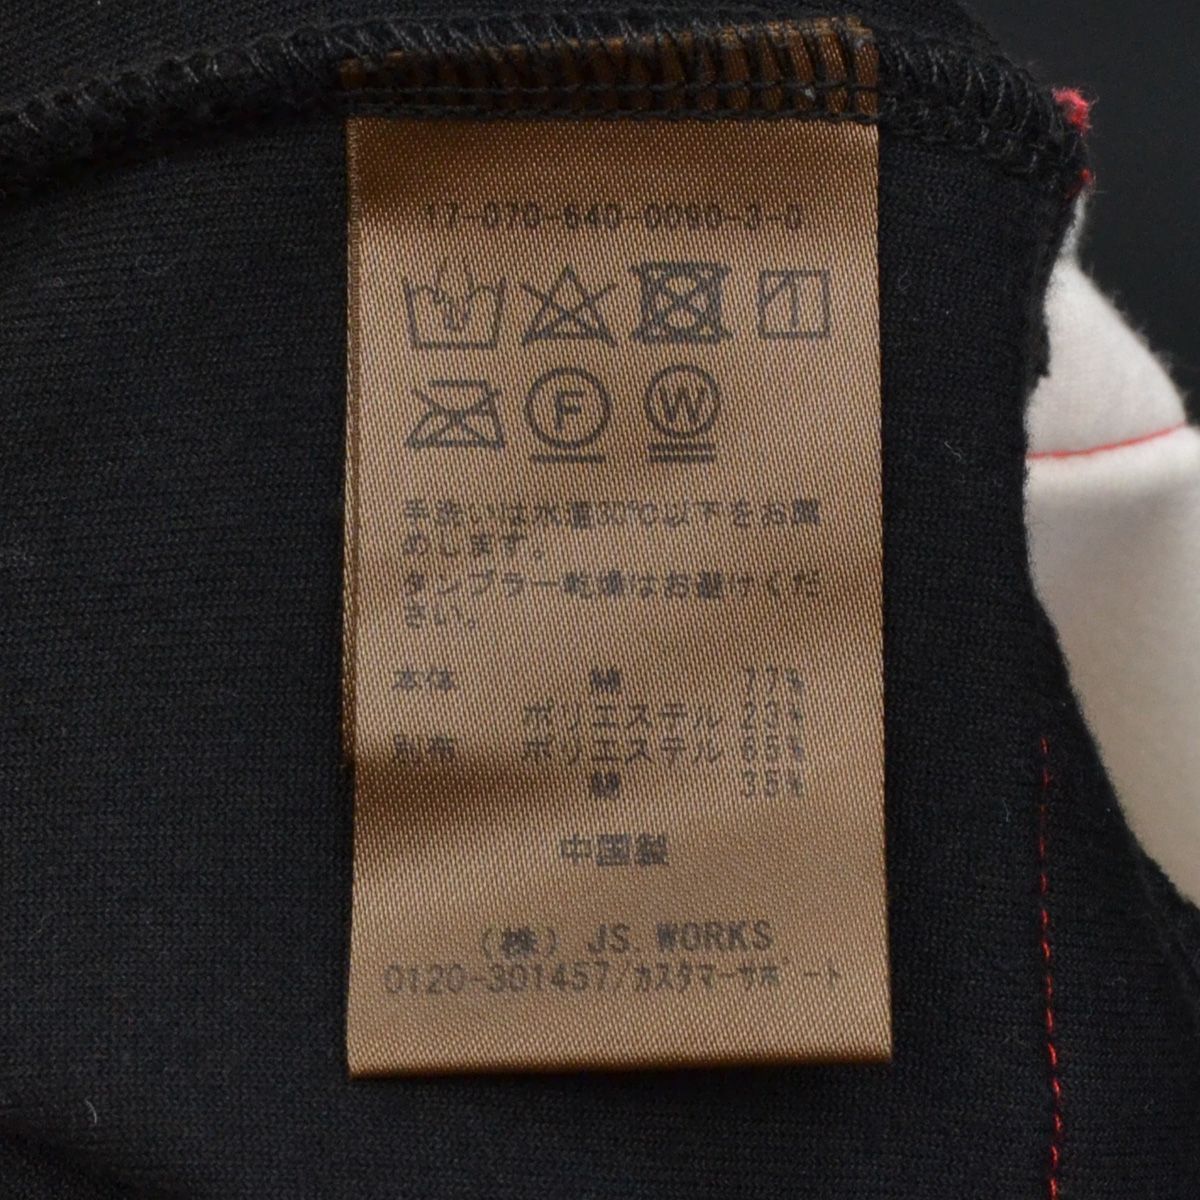 17-070-640-0090-3-0
F W
手洗いは水温30℃以下をお薦
めします。
タンブラー乾燥はお避けくだ
さい。
本体 綿 77%
ポリエステル 23%
別布 ポリエステル 65%
綿 35%
中国製
(株) JS.WORKS
0120-301457/カスタマーサポート